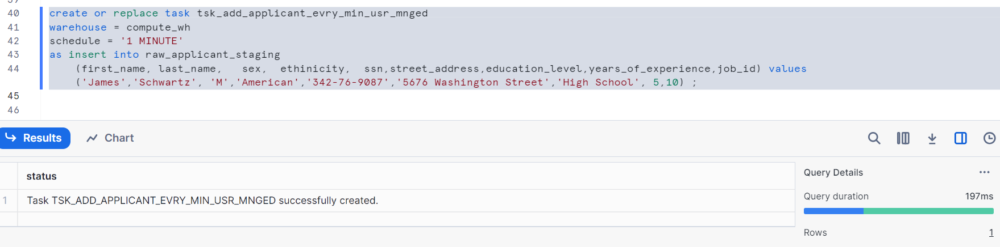 40 create or replace task tsk_add_applicant_evry_min_usr_mnged
41 warehouse = compute_wh
42 schedule = '1 MINUTE'
43 as insert into raw_applicant_staging
44 (first_name, last_name, sex, ethinicity, ssn,street_address,education_level,years_of_experience,job_id) values
('James','Schwartz', 'M','American','342-76-9087','5676 Washington Street','High School', 5,10) ;
45
46
Results Chart
status
1 Task TSK_ADD_APPLICANT_EVRY_MIN_USR_MNGED successfully created.
Query Details
...
Query duration 197ms
Rows 1